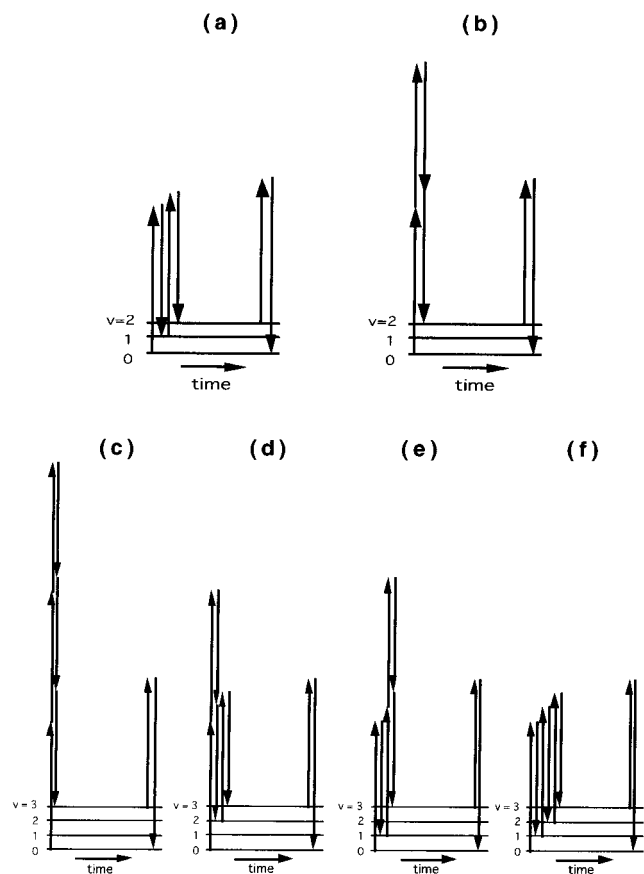 (a) (b)
v=2 v=2
1 1
0 0
time time
(c) (d) (e) (f)
v = 3 v = 3 v = 3 v = 3
2 2 2 2
1 1 1 1
0 0 0 0
time time time time